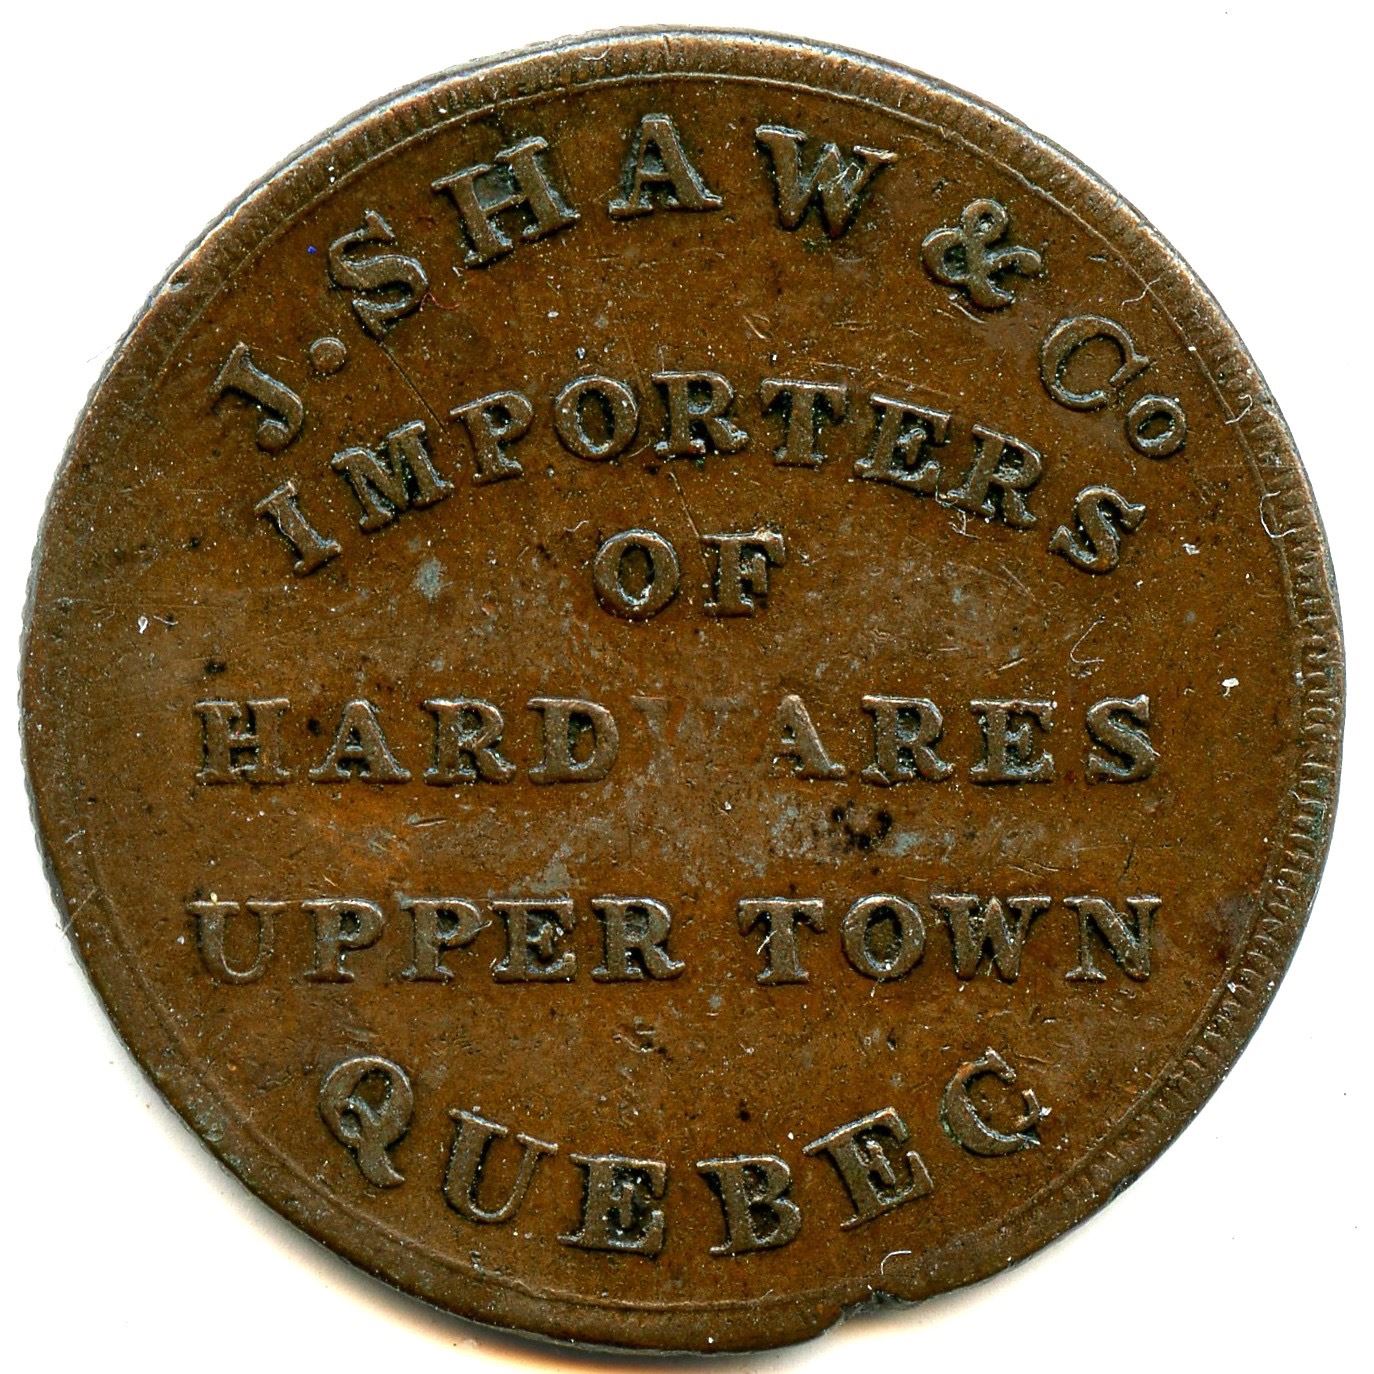 J. SHAW & Co
IMPORTERS
OF
HARDWARES
UPPER TOWN
QUEBEC